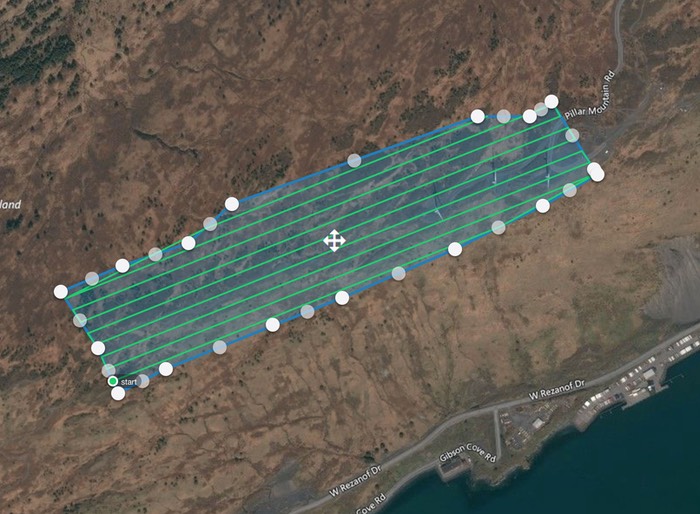 Pillar Mountain Rd
land
start
W Rezanof Dr
Gibson Cove Rd
W Rezanof Dr
Cove Rd